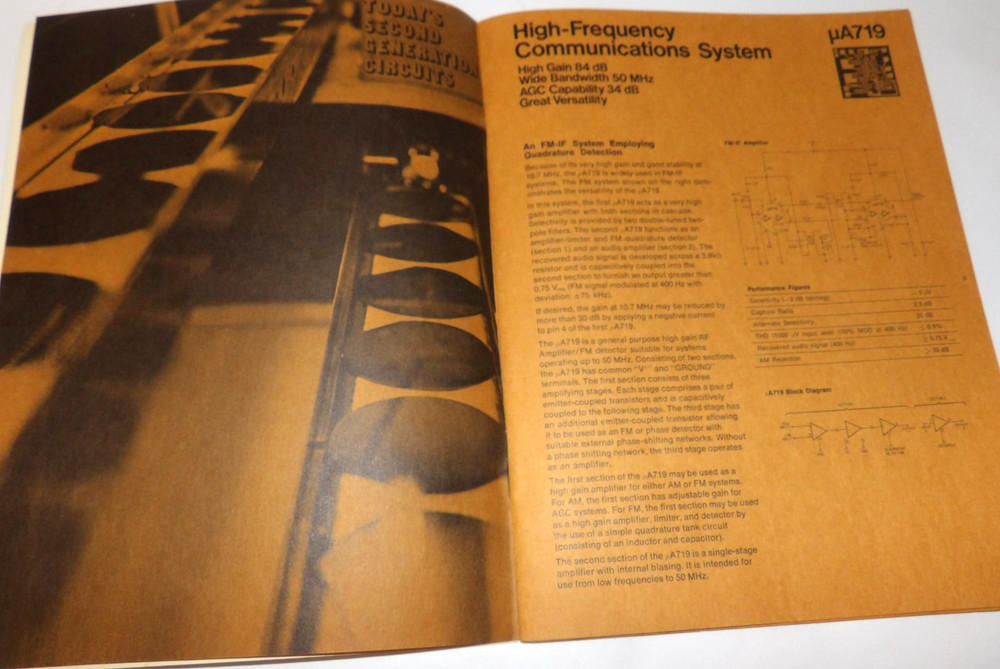 TODAY'S
SECOND
GENERATION
CIRCUITS
High-Frequency
Communications System
µA719
High Gain 84 dB
Wide Bandwidth 50 MHz
AGC Capability 34 dB
Great Versatility
An FM-IF System Employing
Quadrature Detection
Because of its very high gain and good stability at
10.7 MHz, the µA719 is widely used in FM-IF
systems. The FM system shown on the right dem-
onstrates the versatility of the µA719.
In this system, the first µA719 acts as a very high
gain amplifier with both sections in cascade.
Selectivity is provided by two double-tuned two-
pole filters. The second µA719 functions as an
amplifier-limiter and FM quadrature detector
(section 1) and an audio amplifier (section 2). The
recovered audio signal is developed across a
resistor and is capacitively coupled into the
second section to furnish an output greater than
0.75 Vrms (FM signal modulated at 400 Hz with
deviation ±75 kHz).
If desired, the gain at 10.7 MHz may be reduced by
more than 30 dB by applying a negative current
to pin 4 of the first µA719.
The µA719 is a general purpose high gain RF
Amplifier/FM detector suitable for systems
operating up to 50 MHz. Consisting of two sections,
the µA719 has common "V+" and "GROUND"
terminals. The first section consists of three
amplifying stages. Each stage comprises a pair of
emitter-coupled transistors and is capacitively
coupled to the following stage. The third stage has
an additional emitter-coupled transistor allowing
it to be used as an FM or phase detector with
suitable external phase-shifting networks. Without
a phase shifting network, the third stage operates
as an amplifier.
The first section of the µA719 may be used as a
high gain amplifier for either AM or FM systems.
For AM, the first section has adjustable gain for
AGC systems. For FM, the first section may be used
as a high gain amplifier, limiter, and detector by
the use of a simple quadrature tank circuit
(consisting of an inductor and capacitor).
The second section of the µA719 is a single-stage
amplifier with internal biasing. It is intended for
use from low frequencies to 50 MHz.
FM-IF Amplifier
Performance Figures
Sensitivity (-3 dB limiting)
Capture Ratio
Alternate Selectivity
Recovered audio signal (400 Hz)
AM Rejection
µA719 Block Diagram